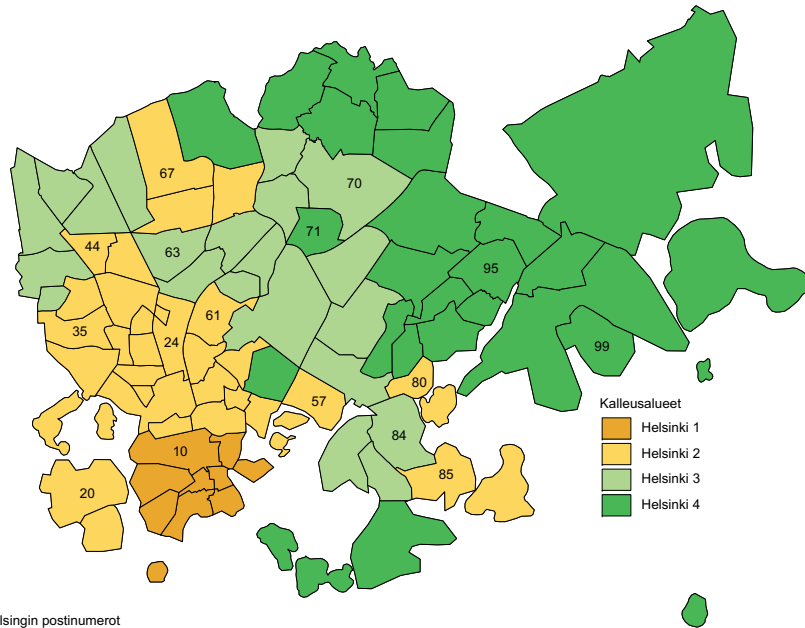 67
70
71
44
63
95
61
35
24
99
80
57
Kalleusalueet
Helsinki 1
Helsinki 2
Helsinki 3
Helsinki 4
84
10
85
20
lsingin postinumerot